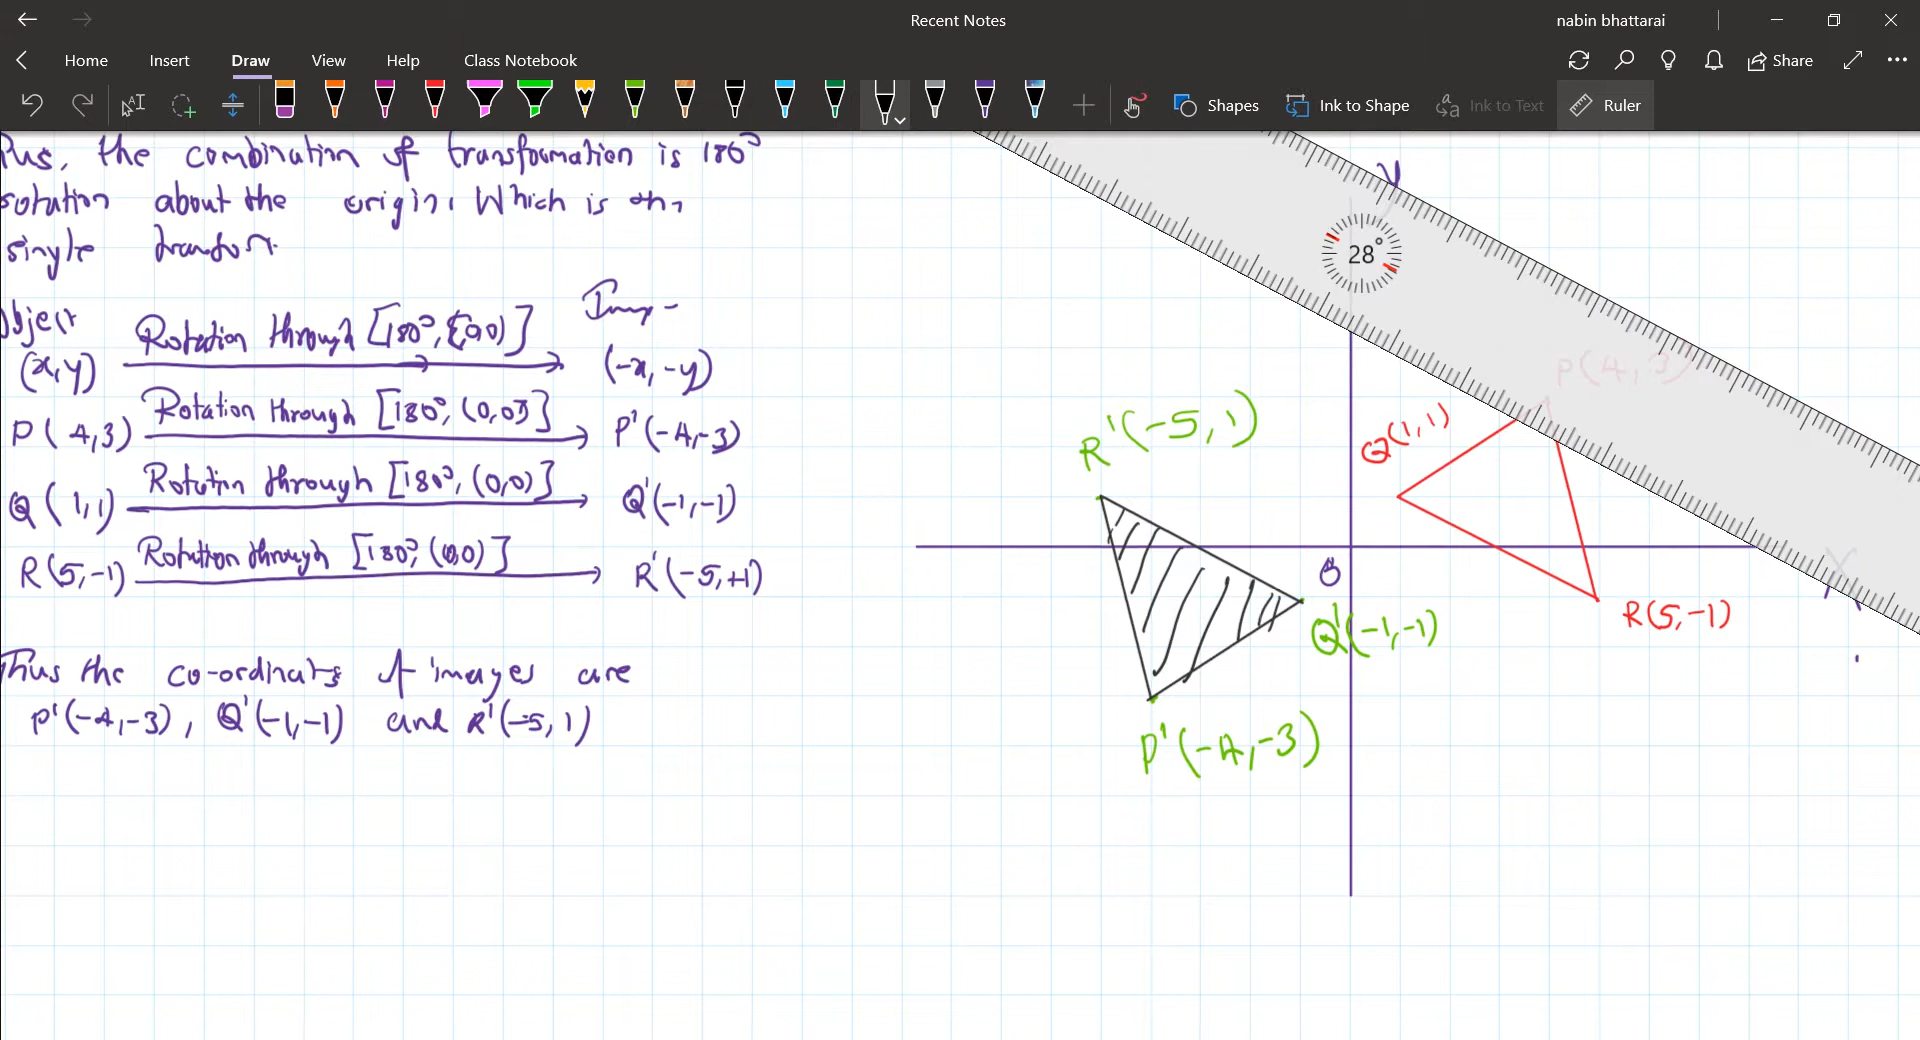 Recent Notes
nabin bhattarai
Home Insert Draw View Help Class Notebook
Share
Shapes Ink to Shape Ink to Text Ruler
the combination of transformation is 180°
rotation about the origin. Which is
single
(x,y) Rotation through [180°, (0,0)] (-x, -y)
P(4,3) Rotation through [180°, (0,0)] P'(-4,-3)
Q(1,1) Rotation through [180°, (0,0)] Q'(-1,-1)
R(5,-1) Rotation through [180°, (0,0)] R'(-5,+1)
Thus the co-ordinates of images are
P'(-4,-3), Q'(-1,-1) and R'(-5,1)
Y
28°
P(4,3)
Q(1,1)
R'(-5,1)
X
O
R(5,-1)
Q'(-1,-1)
P'(-4,-3)